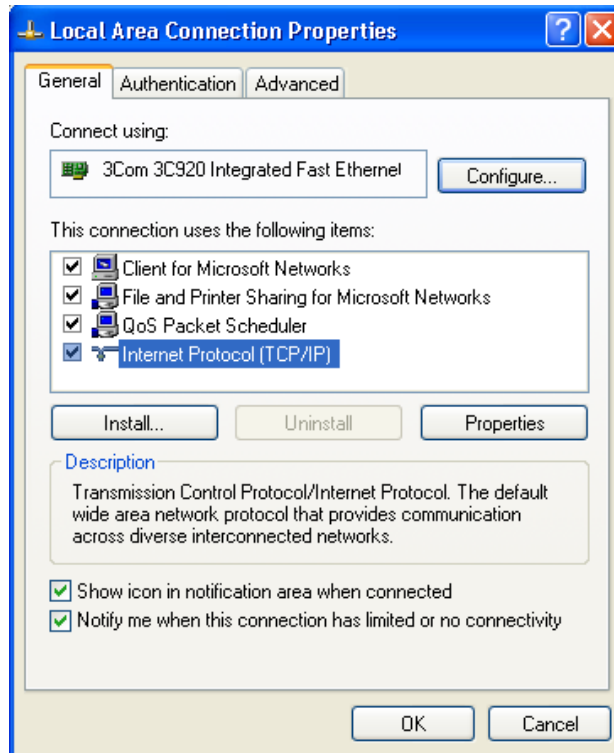 Local Area Connection Properties
General
Authentication
Advanced
Connect using:
3Com 3C920 Integrated Fast Ethernet
Configure...
This connection uses the following items:
Client for Microsoft Networks
File and Printer Sharing for Microsoft Networks
QoS Packet Scheduler
Internet Protocol (TCP/IP)
Install...
Uninstall
Properties
Description
Transmission Control Protocol/Internet Protocol. The default
wide area network protocol that provides communication
across diverse interconnected networks.
Show icon in notification area when connected
Notify me when this connection has limited or no connectivity
OK
Cancel